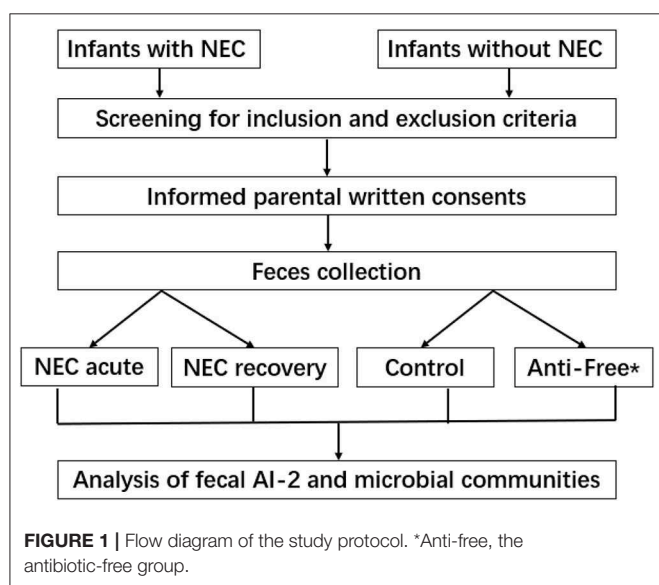 Infants with NEC
Infants without NEC
Screening for inclusion and exclusion criteria
Informed parental written consents
Feces collection
NEC acute
NEC recovery
Control
Anti-Free*
Analysis of fecal AI-2 and microbial communities
FIGURE 1 | Flow diagram of the study protocol. *Anti-free, the
antibiotic-free group.